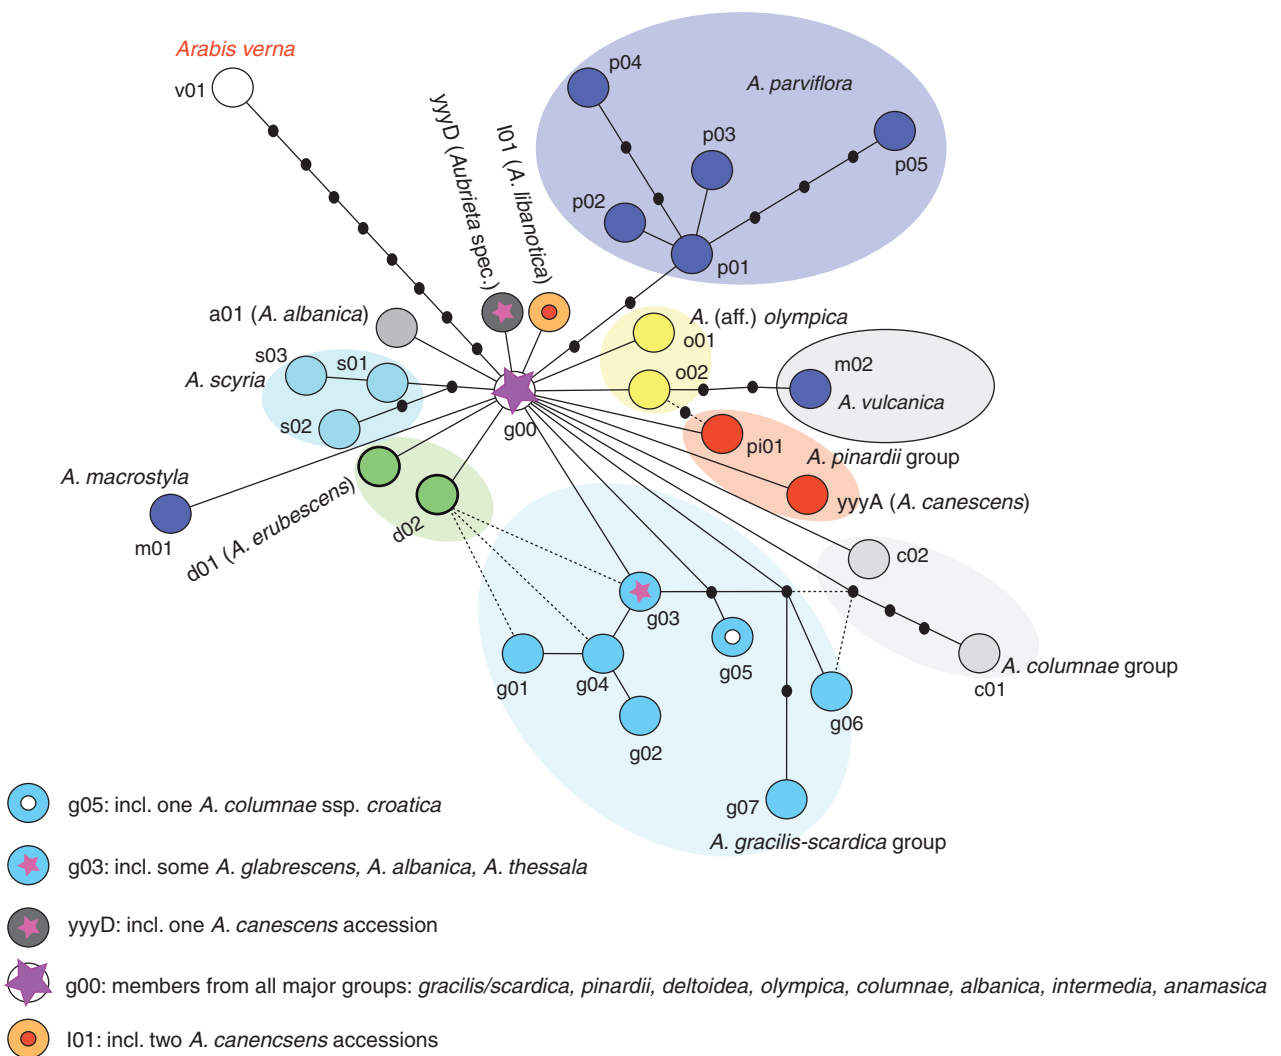 Arabis verna
v01
p04
A. parviflora
yyyD (Aubrieta spec.)
l01 (A. libanotica)
p03
p05
p02
p01
a01 (A. albanica)
A. (aff.) olympica
o01
s03
s01
A. scyria
o02
m02
A. vulcanica
s02
g00
pi01
A. pinardii group
A. macrostyla
yyyA (A. canescens)
m01
d01 (A. erubescens)
d02
c02
g03
g05
A. columnae group
c01
g01
g04
g06
g02
g07
A. gracilis-scardica group
g05: incl. one A. columnae ssp. croatica
g03: incl. some A. glabrescens, A. albanica, A. thessala
yyyD: incl. one A. canescens accession
g00: members from all major groups: gracilis/scardica, pinardii, deltoidea, olympica, columnae, albanica, intermedia, anamasica
l01: incl. two A. canencsens accessions